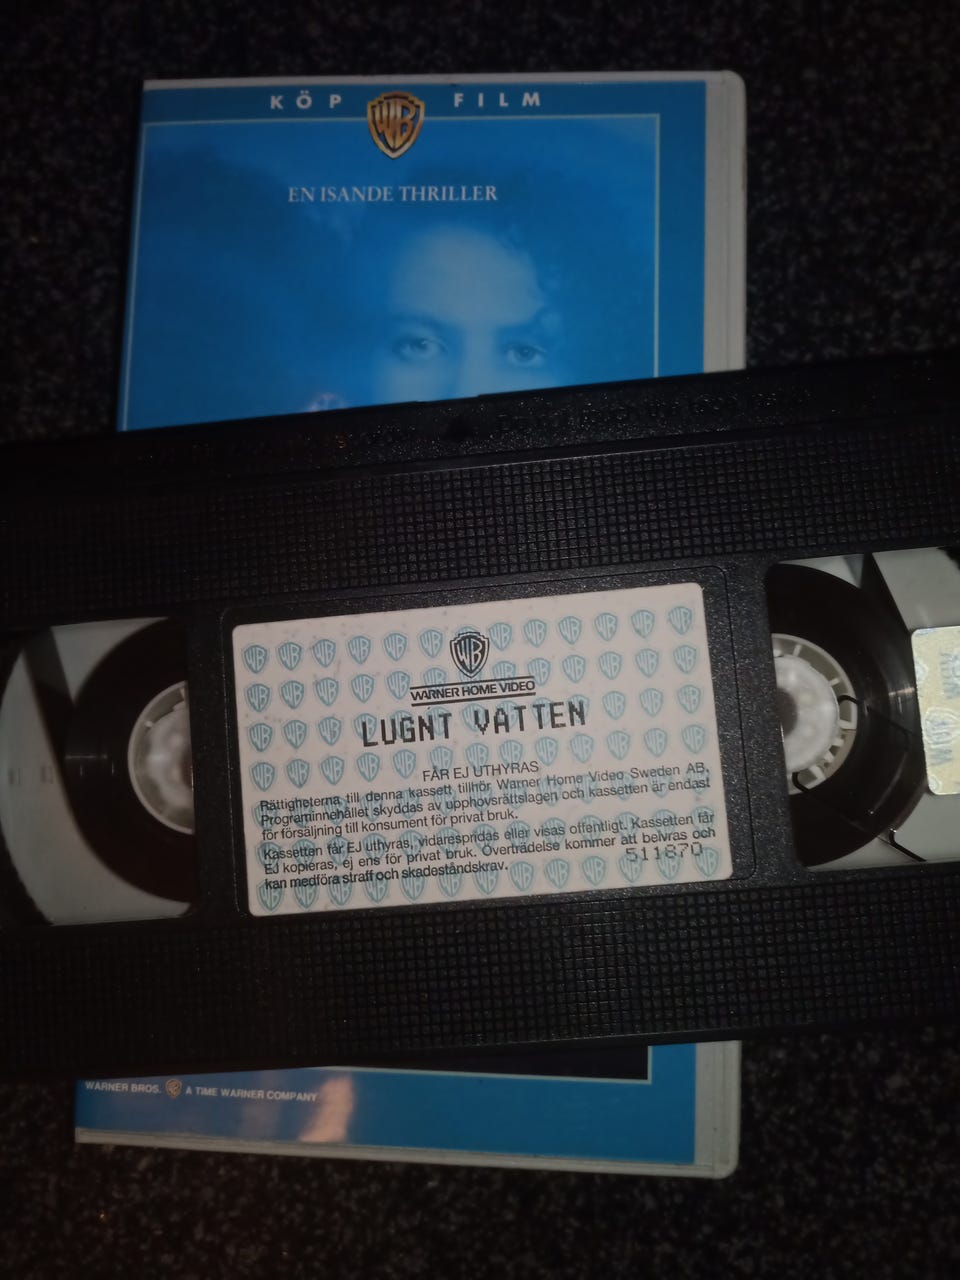 KÖP WB FILM
EN ISANDE THRILLER
WB
WARNER HOME VIDEO
LUGNT VATTEN
FÅR EJ UTHYRAS
Rättigheterna till denna kassett tillhör Warner Home Video Sweden AB.
Programinnehållet skyddas av upphovsrättslagen och kassetten är endast
för försäljning till konsument för privat bruk.
Kassetten får EJ uthyras, vidarespridas eller visas offentligt. Kassetten får
EJ kopieras, ej ens för privat bruk. Överträdelse kommer att beivras och
kan medföra straff och skadeståndskrav.
511870
WARNER BROS. WB A TIME WARNER COMPANY